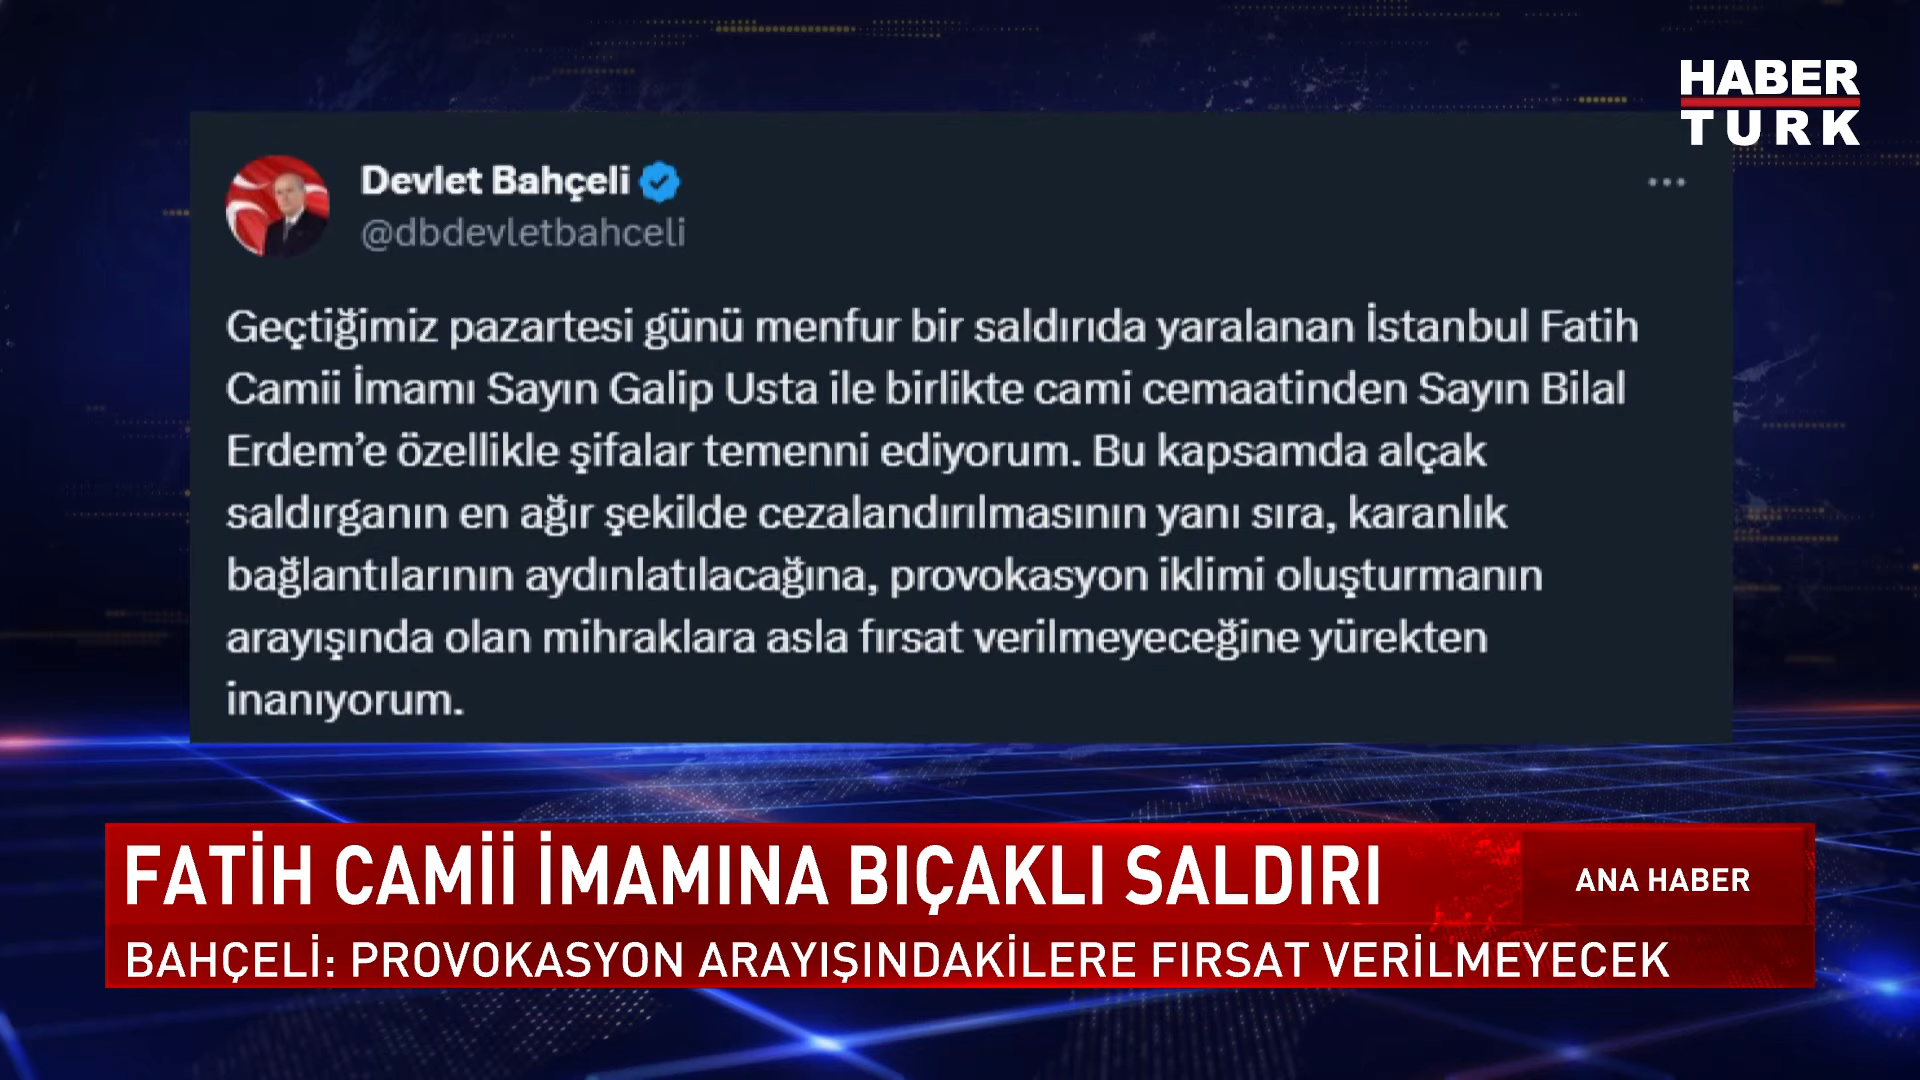 HABER
TURK
Devlet Bahçeli
@dbdevletbahceli
Geçtiğimiz pazartesi günü menfur bir saldırıda yaralanan İstanbul Fatih
Camii İmamı Sayın Galip Usta ile birlikte cami cemaatinden Sayın Bilal
Erdem’e özellikle şifalar temenni ediyorum. Bu kapsamda alçak
saldırganın en ağır şekilde cezalandırılmasının yanı sıra, karanlık
bağlantılarının aydınlatılacağına, provokasyon iklimi oluşturmanın
arayışında olan mihraklara asla fırsat verilmeyeceğine yürekten
inanıyorum.
FATİH CAMİİ İMAMINA BIÇAKLI SALDIRI
ANA HABER
BAHÇELİ: PROVOKASYON ARAYIŞINDAKİLERE FIRSAT VERİLMEYECEK